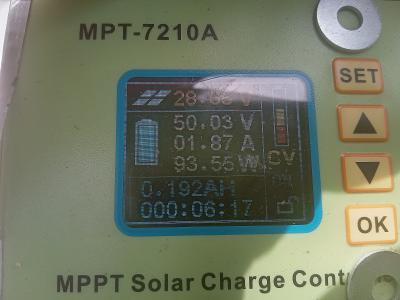 MPT-7210A
SET
50.03 V
01.87 A
93.55W
CV
0.192AH
000:06:17
OK
MPPT Solar Charge Cont